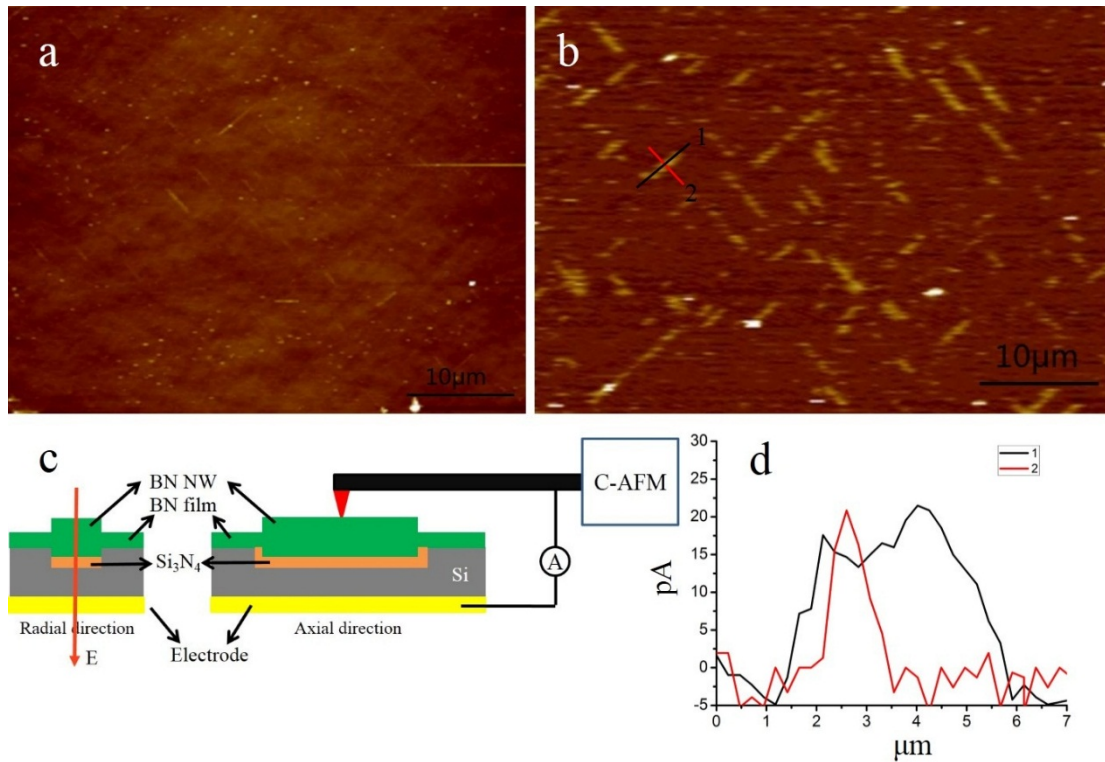 a
10μm
b
1
2
10μm
c
BN NW
BN film
Si₃N₄
Si
C-AFM
A
Radial direction
Axial direction
E
Electrode
d
1
2
30
25
20
15
10
5
0
-5
pA
0 1 2 3 4 5 6 7
μm